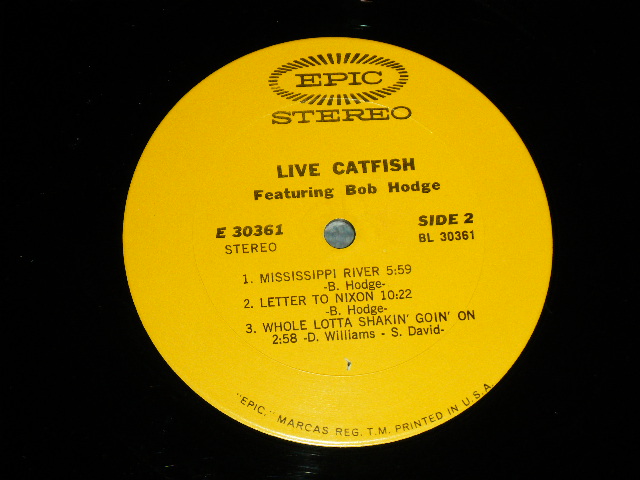 EPIC
STEREO
LIVE CATFISH
Featuring Bob Hodge
E 30361
STEREO
SIDE 2
BL 30361
1. MISSISSIPPI RIVER 5:59
-B. Hodge-
2. LETTER TO NIXON 10:22
-B. Hodge-
3. WHOLE LOTTA SHAKIN' GOIN' ON
2:58 -D. Williams - S. David-
"EPIC," MARCAS REG. T.M. PRINTED IN U.S.A.